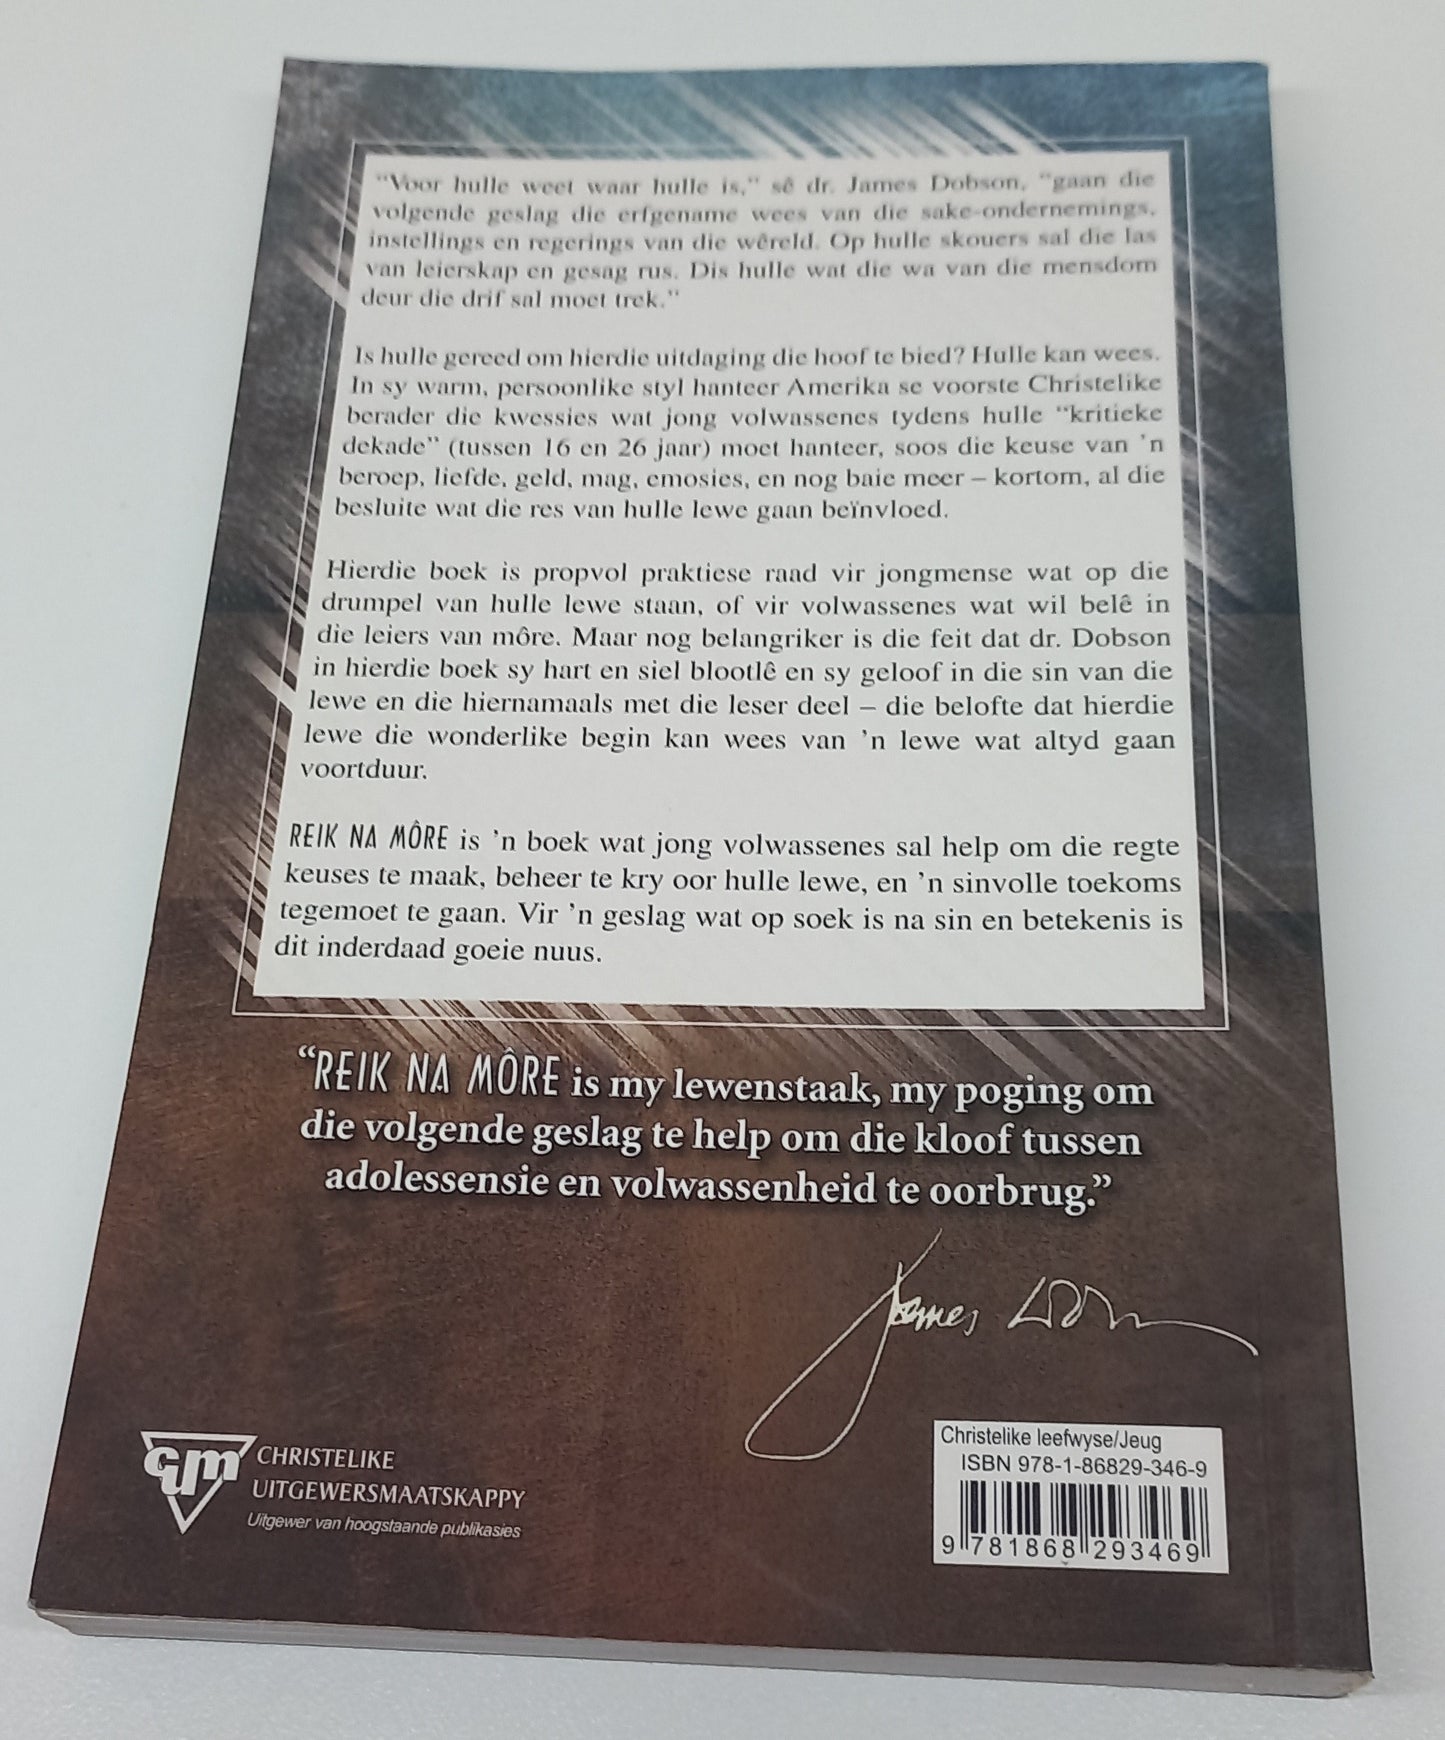 "Voor hulle weet waar hulle is," sê dr. James Dobson, "gaan die
volgende geslag die erfgename wees van die sake-ondernemings,
instellings en regerings van die wêreld. Op hulle skouers sal die las
van leierskap en gesag rus. Dis hulle wat die wa van die mensdom
deur die drif sal moet trek."
Is hulle gereed om hierdie uitdaging die hoof te bied? Hulle kan wees.
In sy warm, persoonlike styl hanteer Amerika se voorste Christelike
berader die kwessies wat jong volwassenes tydens hulle "kritieke
dekade" (tussen 16 en 26 jaar) moet hanteer, soos die keuse van 'n
beroep, liefde, geld, mag, emosies, en nog baie meer – kortom, al die
besluite wat die res van hulle lewe gaan beïnvloed.
Hierdie boek is propvol praktiese raad vir jongmense wat op die
drumpel van hulle lewe staan, of vir volwassenes wat wil belê in
die leiers van môre. Maar nog belangriker is die feit dat dr. Dobson
in hierdie boek sy hart en siel blootlê en sy geloof in die sin van die
lewe en die hiernamaals met die leser deel – die belofte dat hierdie
lewe die wonderlike begin kan wees van 'n lewe wat altyd gaan
voortduur.
REIK NA MÔRE is 'n boek wat jong volwassenes sal help om die regte
keuses te maak, beheer te kry oor hulle lewe, en 'n sinvolle toekoms
tegemoet te gaan. Vir 'n geslag wat op soek is na sin en betekenis is
dit inderdaad goeie nuus.
"REIK NA MÔRE is my lewenstaak, my poging om
die volgende geslag te help om die kloof tussen
adolessensie en volwassenheid te oorbrug."
James
cum
CHRISTELIKE
UITGEWERSMAATSKAPPY
Uitgewer van hoogstaande publikasies
Christelike leefwyse/Jeug
ISBN 978-1-86829-346-9
9 781868 293469